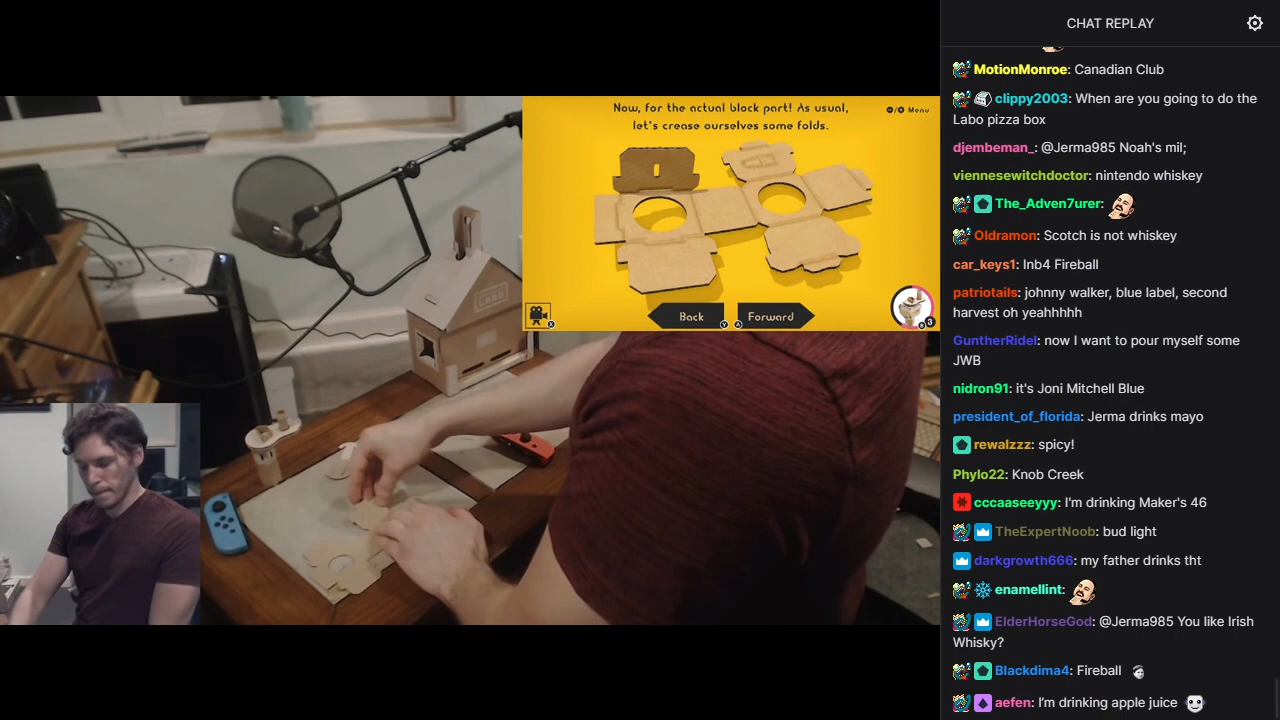 CHAT REPLAY
Now, for the actual block part! As usual,
let's crease ourselves some folds.
Menu
Back
Forward
X
Y
A
3
LABO
MotionMonroe: Canadian Club
clippy2003: When are you going to do the
Labo pizza box
djembeman_: @Jerma985 Noah's mil;
viennesewitchdoctor: nintendo whiskey
The_Adven7urer:
Oldramon: Scotch is not whiskey
car_keys1: Inb4 Fireball
patriotails: johnny walker, blue label, second
harvest oh yeahhhhh
GuntherRidel: now I want to pour myself some
JWB
nidron91: it's Joni Mitchell Blue
president_of_florida: Jerma drinks mayo
rewalzzz: spicy!
Phylo22: Knob Creek
cccaaseeyyy: I'm drinking Maker's 46
TheExpertNoob: bud light
darkgrowth666: my father drinks tht
enamellint:
ElderHorseGod: @Jerma985 You like Irish
Whisky?
Blackdima4: Fireball
aefen: I'm drinking apple juice